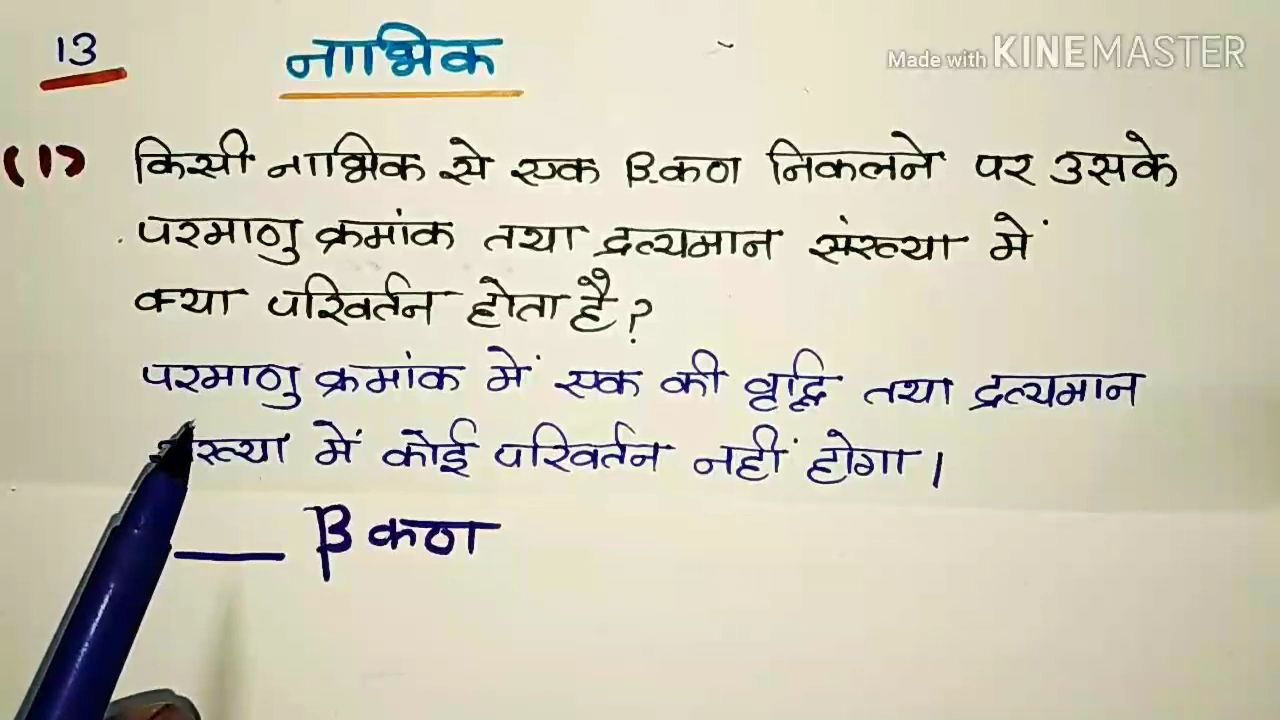 13 नाभिक
Made with KINEMASTER
(1) किसी नाभिक से एक β-कण निकलने पर उसके
परमाणु क्रमांक तथा द्रव्यमान संख्या में
क्या परिवर्तन होता है?
परमाणु क्रमांक में एक की वृद्धि तथा द्रव्यमान
संख्या में कोई परिवर्तन नहीं होगा।
β कण